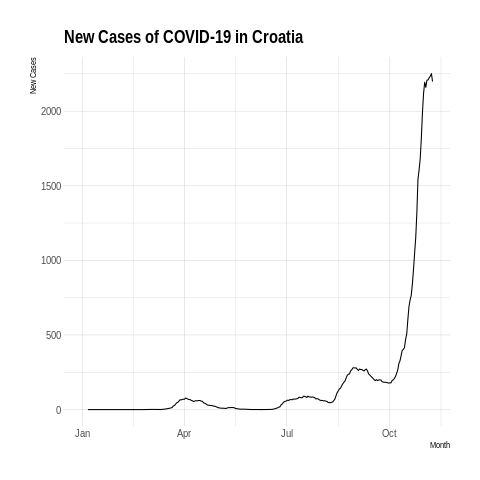 New Cases of COVID-19 in Croatia
New Cases
2000
1500
1000
500
0
Jan Apr Jul Oct
Month